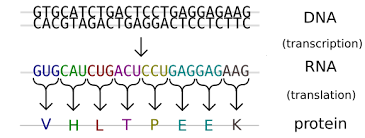 GTGCATCTGACTCCTGAGGAGAAG DNA
CACGTAGACTGAGGACTCCTCTTC
(transcription)
GUGCAUCUGACUCCUGAGGAGAAG RNA
(translation)
V H L T P E E K protein